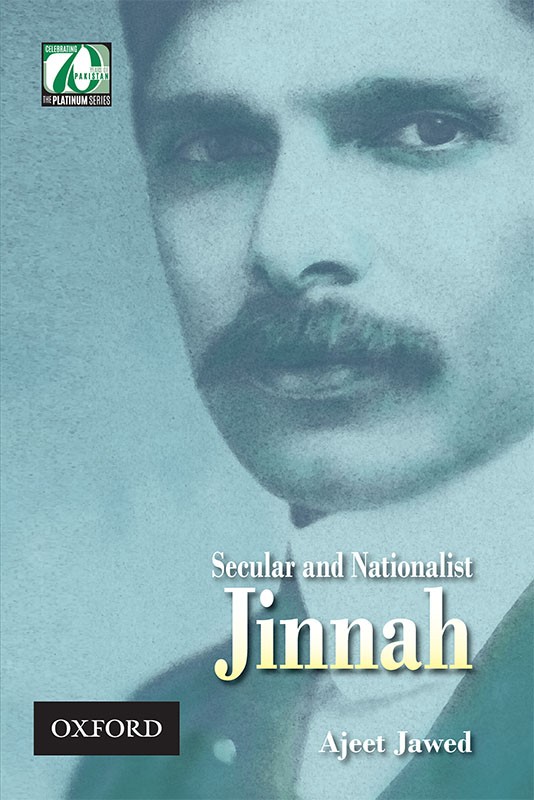 CELEBRATING
70
YEARS OF
PAKISTAN
THE PLATINUM SERIES
Secular and Nationalist
Jinnah
OXFORD
Ajeet Jawed